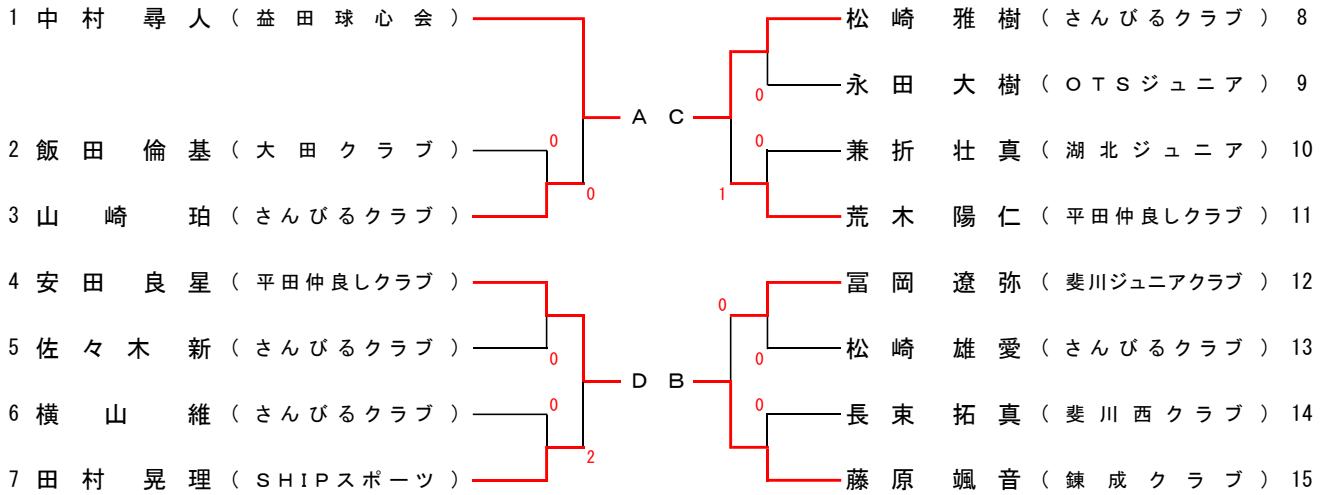 1 中村 尋人 （益田球心会）
2 飯田 倫基 （大田クラブ）
3 山崎 珀 （さんびるクラブ）
4 安田 良星 （平田仲良しクラブ）
5 佐々木 新 （さんびるクラブ）
6 横山 維 （さんびるクラブ）
7 田村 晃理 （SHIPスポーツ）
0
0
0
0
2
A C
D B
0
0
1
0
0
0
松崎 雅樹 （さんびるクラブ） 8
永田 大樹 （OTSジュニア） 9
兼折 壮真 （湖北ジュニア） 10
荒木 陽仁 （平田仲良しクラブ） 11
冨岡 遼弥 （斐川ジュニアクラブ） 12
松崎 雄愛 （さんびるクラブ） 13
長束 拓真 （斐川西クラブ） 14
藤原 颯音 （錬成クラブ） 15